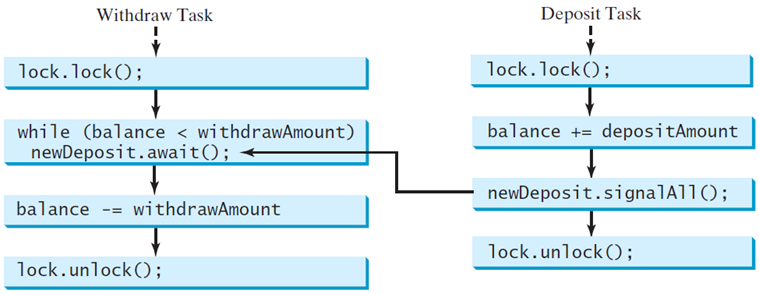 Withdraw Task
lock.lock();
while (balance < withdrawAmount)
newDeposit.await();
balance -= withdrawAmount
lock.unlock();
Deposit Task
lock.lock();
balance += depositAmount
newDeposit.signalAll();
lock.unlock();